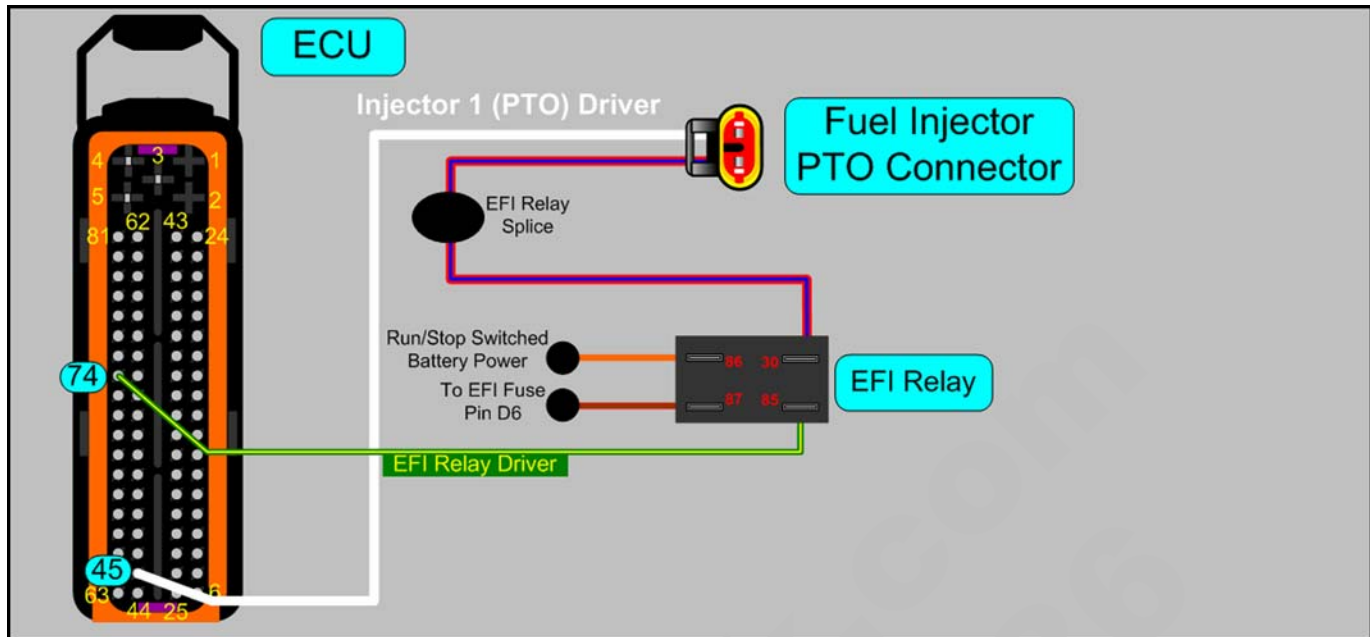 ECU
Injector 1 (PTO) Driver
Fuel Injector
PTO Connector
4
3
1
5
2
62
43
81
24
EFI Relay
Splice
Run/Stop Switched
Battery Power
86
30
EFI Relay
74
To EFI Fuse
Pin D6
87
85
EFI Relay Driver
45
63
6
44
25